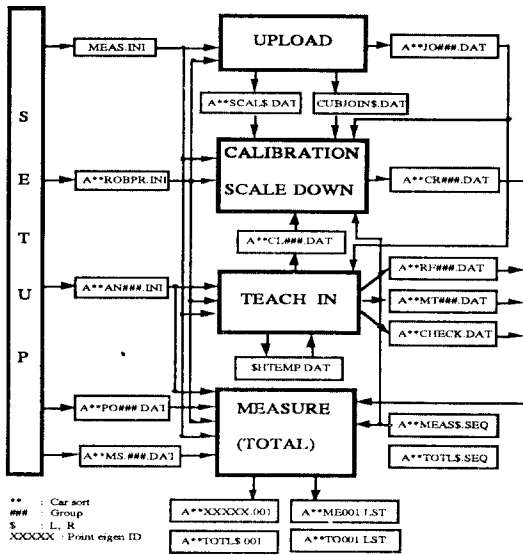 S
E
T
U
P
MEAS.INI
UPLOAD
A**JO###.DAT
A**SCAL$.DAT
CUBJOIN$.DAT
A**ROBPR.INI
CALIBRATION
SCALE DOWN
A**CR###.DAT
A**CL###.DAT
A**AN###.INI
TEACH IN
A**RF###.DAT
A**MT###.DAT
A**CHECK.DAT
$HTEMP.DAT
A**PO###.DAT
MEASURE
(TOTAL)
A**MEAS$.SEQ
A**MS.###.DAT
A**TOTL$.SEQ
** : Car sort
### : Group
$ : L, R
XXXXX : Point eigen ID
A**XXXXX.001
A**ME001.LST
A**TOTL$.001
A**TO001.LST